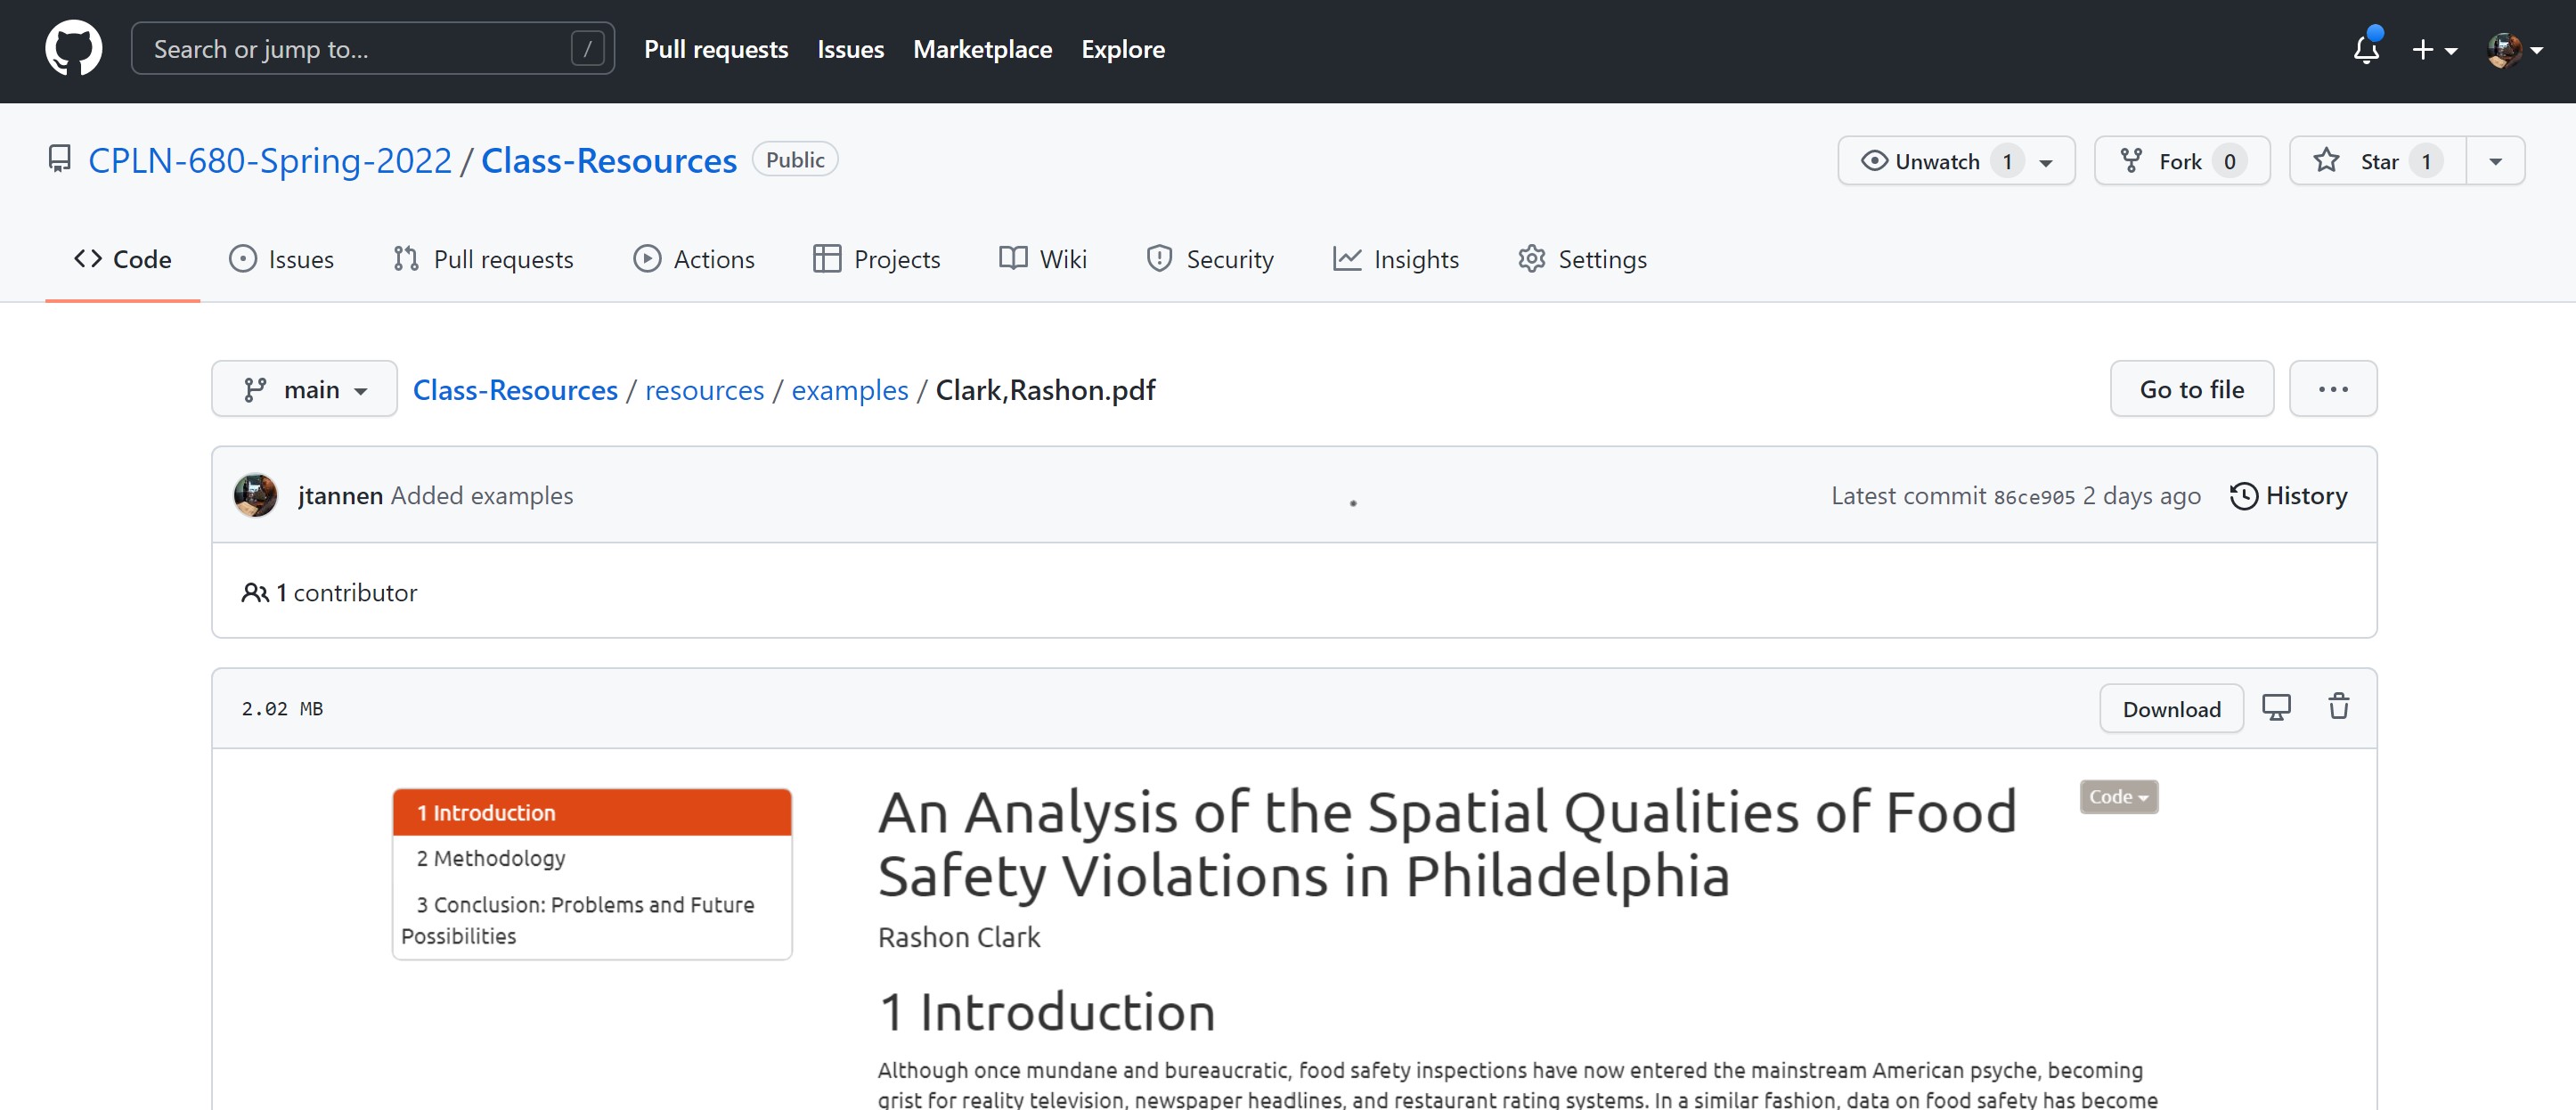 Search or jump to... / Pull requests Issues Marketplace Explore
CPLN-680-Spring-2022 / Class-Resources Public Unwatch 1 Fork 0 Star 1
Code Issues Pull requests Actions Projects Wiki Security Insights Settings
main Class-Resources / resources / examples / Clark,Rashon.pdf Go to file ...
jtannen Added examples Latest commit 86ce905 2 days ago History
1 contributor
2.02 MB Download
1 Introduction
2 Methodology
3 Conclusion: Problems and Future
Possibilities
An Analysis of the Spatial Qualities of Food
Safety Violations in Philadelphia
Code
Rashon Clark
1 Introduction
Although once mundane and bureaucratic, food safety inspections have now entered the mainstream American psyche, becoming
grist for reality television, newspaper headlines, and restaurant rating systems. In a similar fashion, data on food safety has become